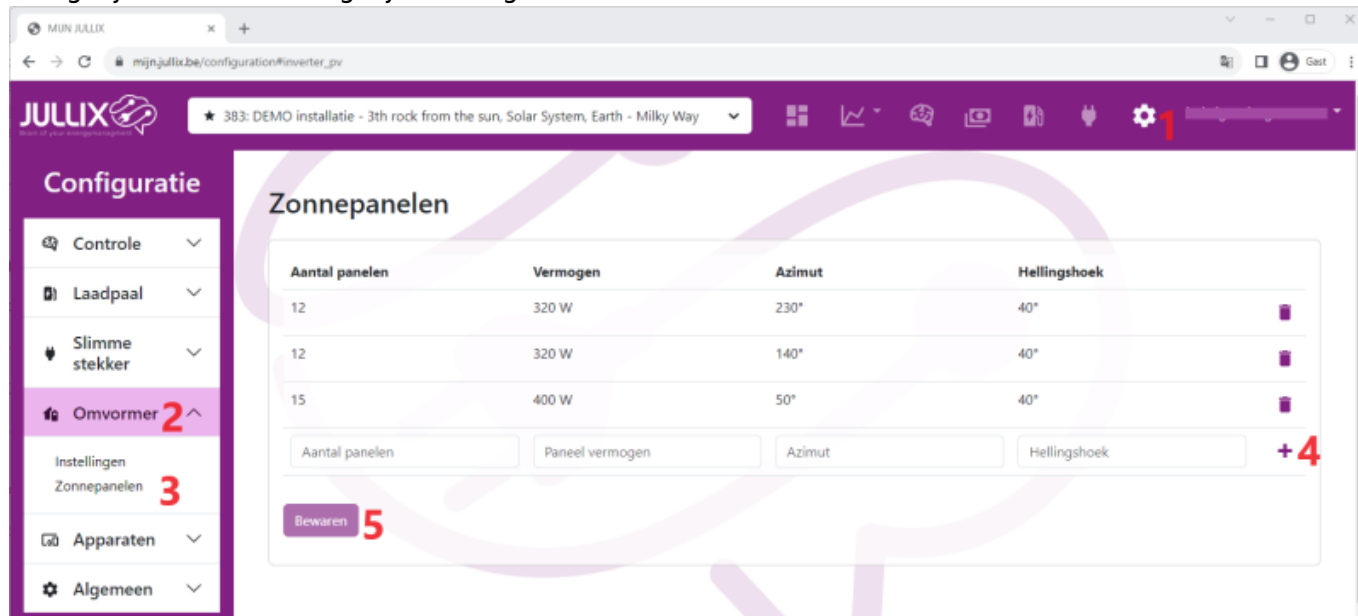 MIJN JULLIX
mijn.jullix.be/configuration#inverter_pv
Gast
JULLIX
383: DEMO installatie - 3th rock from the sun, Solar System, Earth - Milky Way
1
Configuratie
Controle
Laadpaal
Slimme
stekker
Omvormer 2
Instellingen
Zonnepanelen 3
Apparaten
Algemeen
Zonnepanelen
Aantal panelen Vermogen Azimut Hellingshoek
12 320 W 230° 40°
12 320 W 140° 40°
15 400 W 50° 40°
Aantal panelen Paneel vermogen Azimut Hellingshoek + 4
Bewaren 5